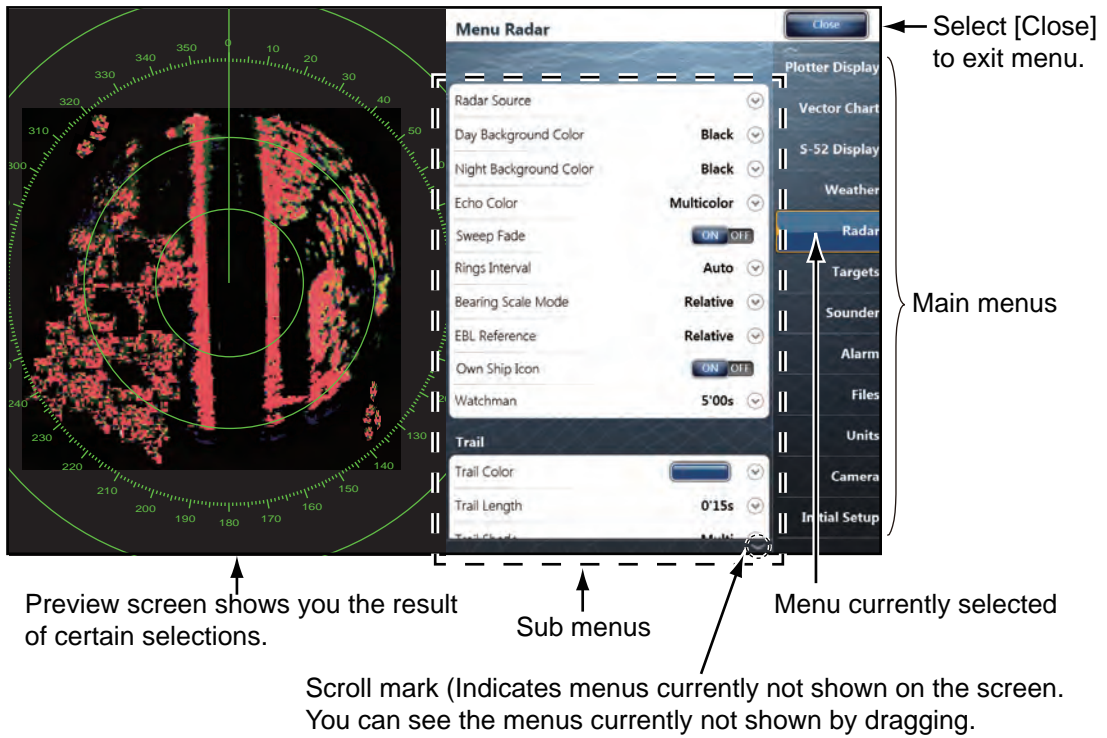 Menu Radar
Close
Select [Close]
to exit menu.
Plotter Display
Vector Chart
S-52 Display
Weather
Radar
Targets
Sounder
Alarm
Files
Units
Camera
Initial Setup
Main menus
Radar Source
Day Background Color Black
Night Background Color Black
Echo Color Multicolor
Sweep Fade ON OFF
Rings Interval Auto
Bearing Scale Mode Relative
EBL Reference Relative
Own Ship Icon ON OFF
Watchman 5'00s
Trail
Trail Color
Trail Length 0'15s
Trail Shade Multi
340 350 0 10 20
330 30
320 40
310 50
300
240
230 130
220 140
210 150
200 190 180 170 160
Preview screen shows you the result
of certain selections.
Sub menus
Menu currently selected
Scroll mark (Indicates menus currently not shown on the screen.
You can see the menus currently not shown by dragging.